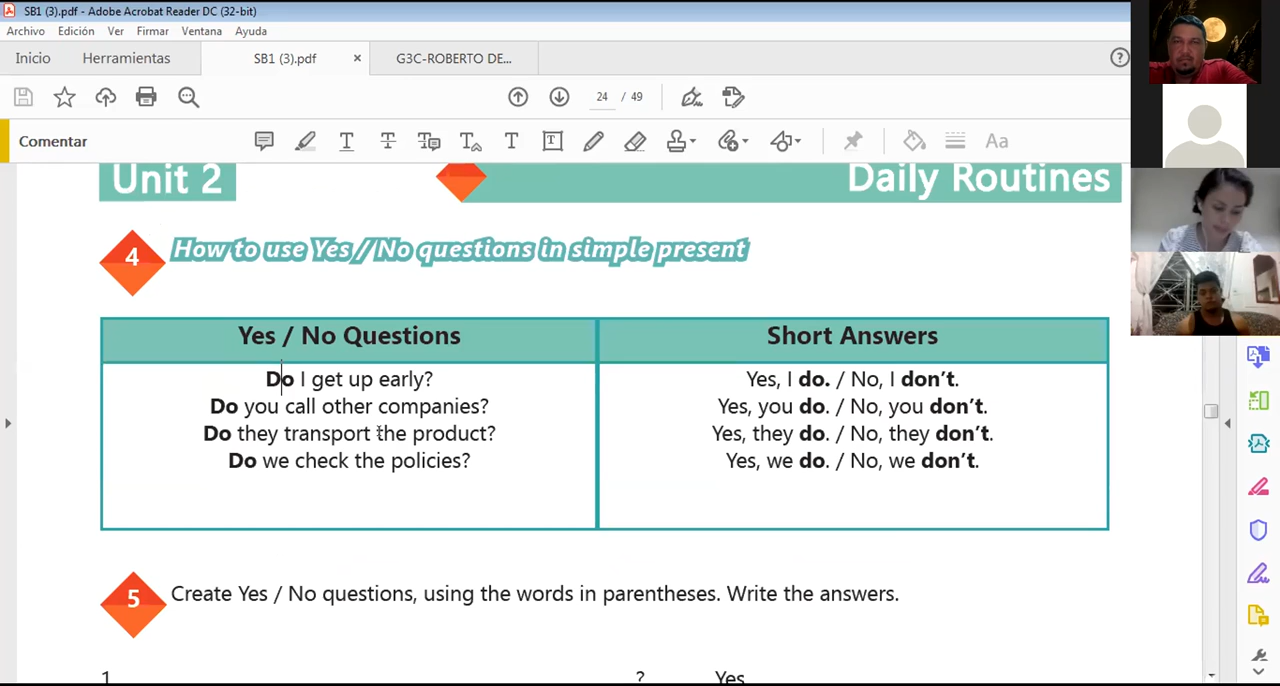 SB1 (3).pdf - Adobe Acrobat Reader DC (32-bit)
Archivo Edición Ver Firmar Ventana Ayuda
Inicio Herramientas SB1 (3).pdf × G3C-ROBERTO DE... ?
24 / 49
Comentar
Aa
Unit 2 Daily Routines
4 How to use Yes / No questions in simple present
Yes / No Questions Short Answers
Do I get up early? Yes, I do. / No, I don't.
Do you call other companies? Yes, you do. / No, you don't.
Do they transport the product? Yes, they do. / No, they don't.
Do we check the policies? Yes, we do. / No, we don't.
5 Create Yes / No questions, using the words in parentheses. Write the answers.
1 ? Yes